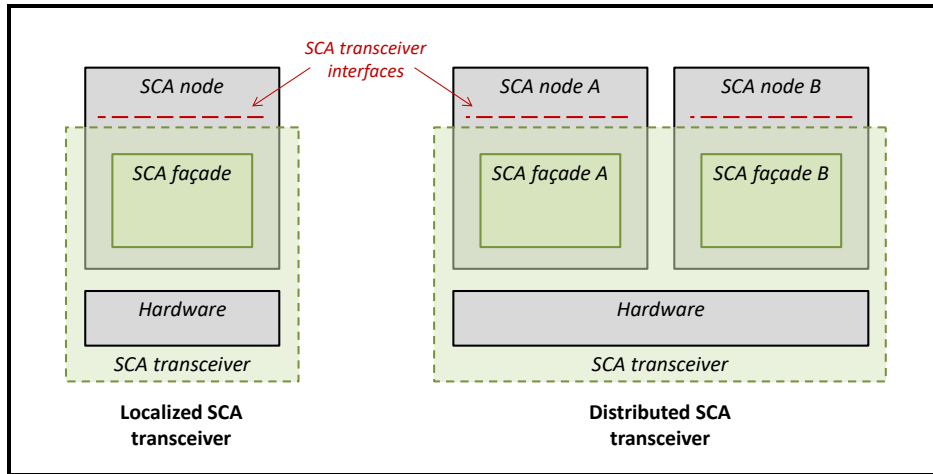 SCA transceiver
interfaces
SCA node
SCA node A
SCA node B
SCA façade
SCA façade A
SCA façade B
Hardware
Hardware
SCA transceiver
SCA transceiver
Localized SCA
transceiver
Distributed SCA
transceiver